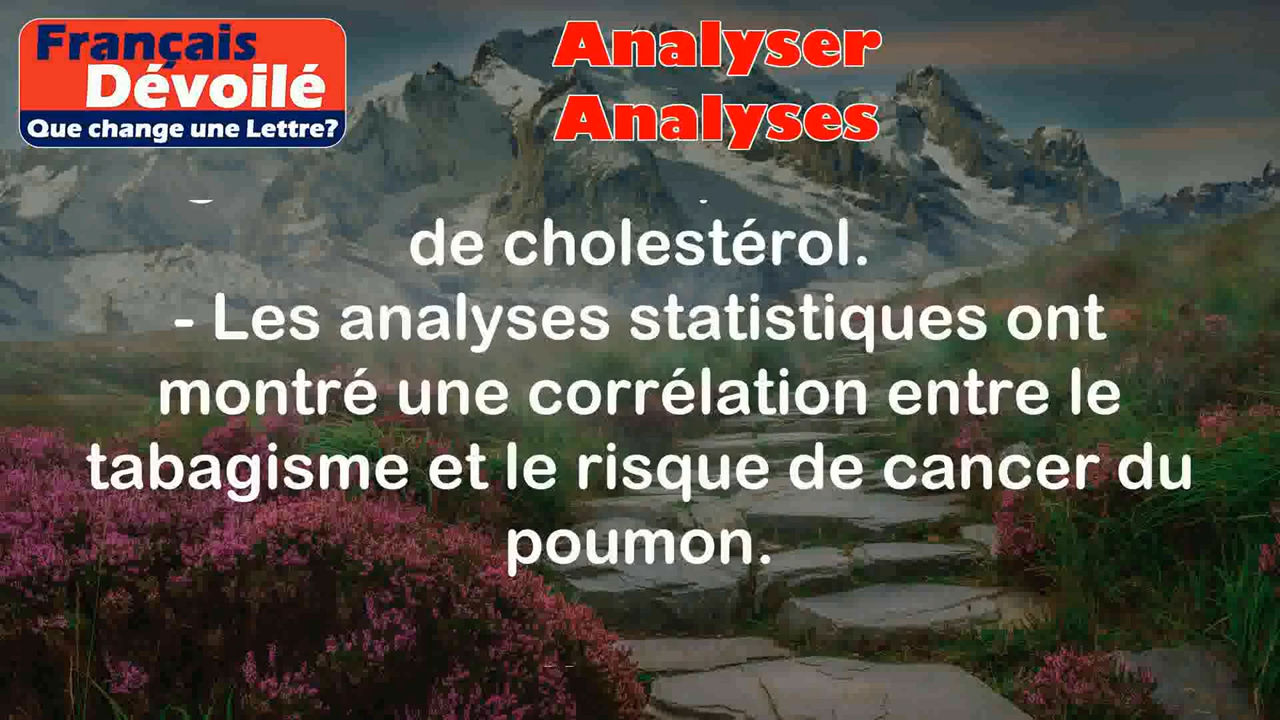 Français
Dévoilé
Que change une Lettre?
Analyser
Analyses
de cholestérol.
- Les analyses statistiques ont
montré une corrélation entre le
tabagisme et le risque de cancer du
poumon.